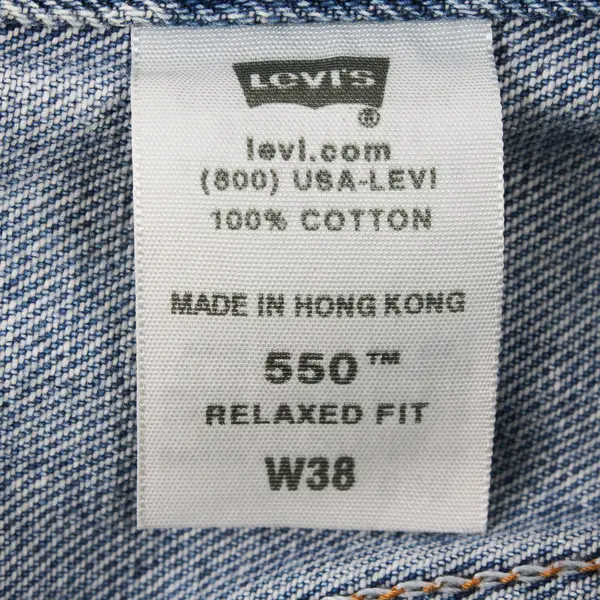 LEVI'S
®
levi.com
(800) USA-LEVI
100% COTTON
MADE IN HONG KONG
550™
RELAXED FIT
W38